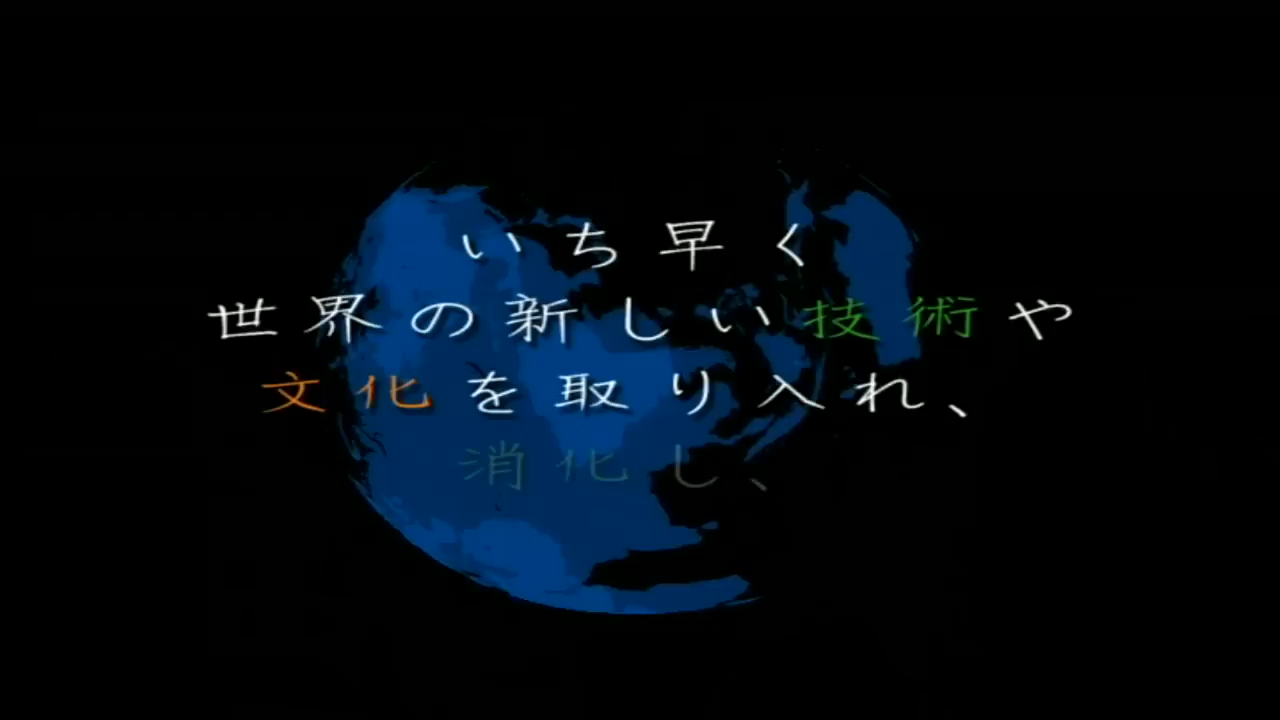 いち早く
世界の新しい技術や
文化を取り入れ、
消化し、